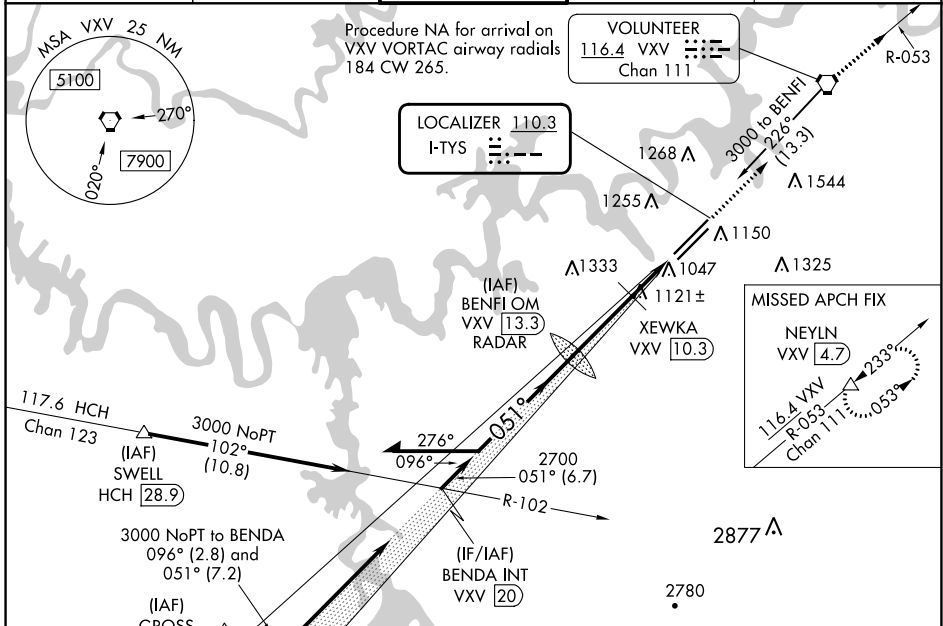 MSA VXV 25 NM
5100
270°
7900
020°
Procedure NA for arrival on
VXV VORTAC airway radials
184 CW 265.
VOLUNTEER
116.4 VXV
Chan 111
R-053
LOCALIZER 110.3
I-TYS
3000 to BENFI
226°
(13.3)
1268
1544
1255
1150
1333
1047
1325
1121±
(IAF)
BENFI OM
VXV 13.3
RADAR
XEWKA
VXV 10.3
MISSED APCH FIX
NEYLN
VXV 4.7
233°
053°
116.4 VXV
R-053
Chan 111
117.6 HCH
Chan 123
3000 NoPT
102°
(10.8)
(IAF)
SWELL
HCH 28.9
051°
276°
096°
2700
051° (6.7)
R-102
3000 NoPT to BENDA
096° (2.8) and
051° (7.2)
(IF/IAF)
BENDA INT
VXV 20
2877
2780
(IAF)
CROSS